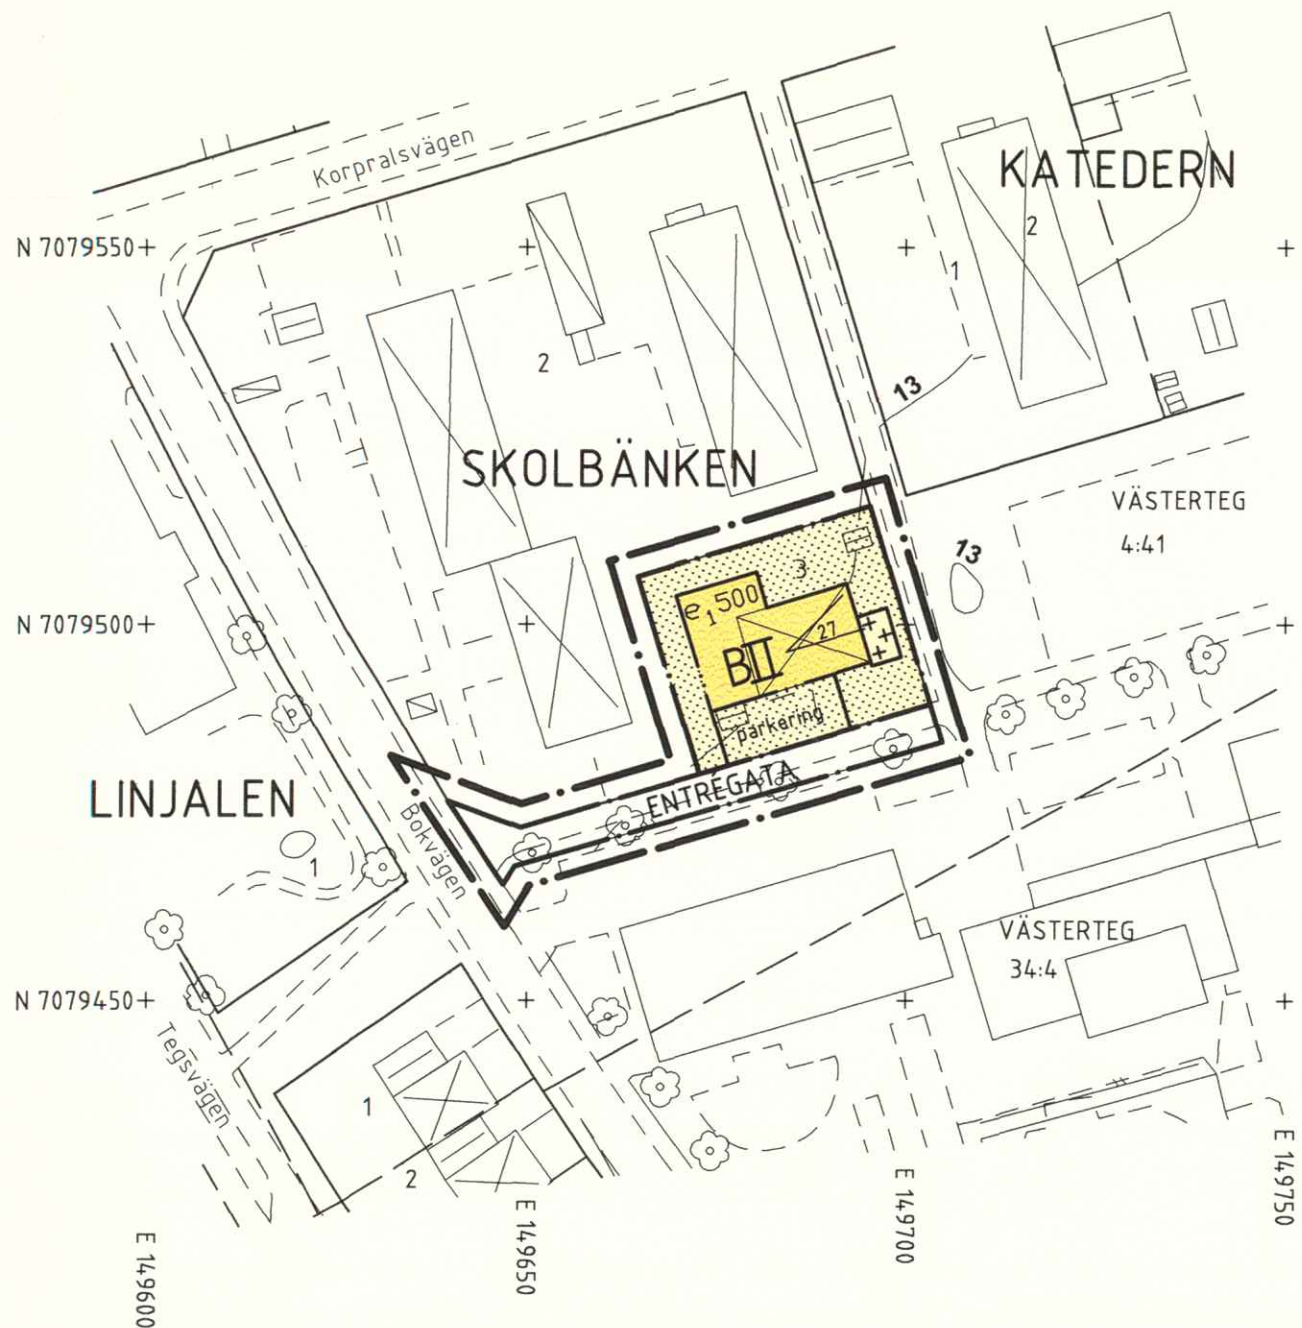 Korpralsvägen
KATEDERN
N 7079550
2
1
2
13
SKOLBÄNKEN
VÄSTERTEG
4:41
13
3
e1 500
N 7079500
27
BII
parkering
LINJALEN
ENTRÉGATA
Bokvägen
1
VÄSTERTEG
34:4
N 7079450
Tegsvägen
1
2
E 149600
E 149650
E 149700
E 149750